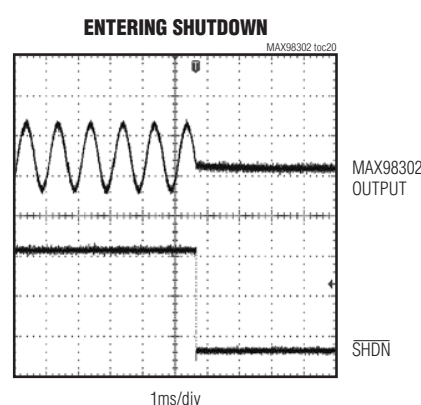 ENTERING SHUTDOWN
MAX98302 toc20
T
MAX98302
OUTPUT
SHDN
1ms/div